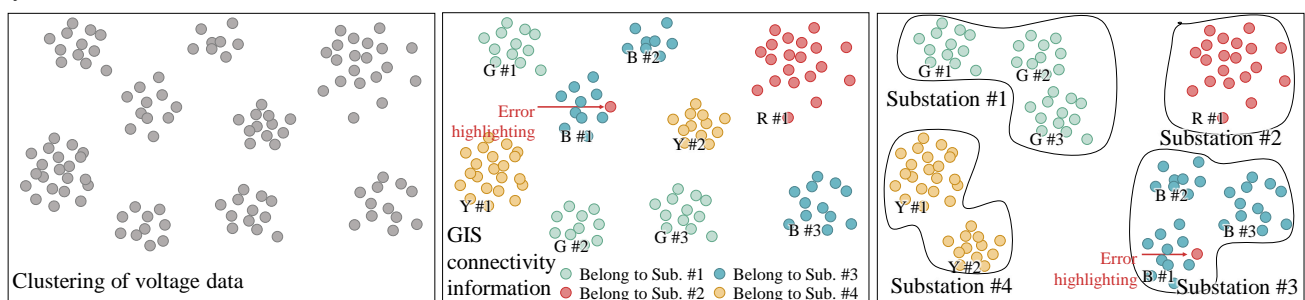 Clustering of voltage data
G #1
B #2
Error
highlighting
B #1
R #1
Y #2
Y #1
G #2
G #3
B #3
GIS
connectivity
information
Belong to Sub. #1
Belong to Sub. #3
Belong to Sub. #2
Belong to Sub. #4
G #1
G #2
Substation #1
G #3
R #1
Substation #2
Y #1
B #2
B #3
Y #2
Error
highlighting
B #1
Substation #4
Substation #3